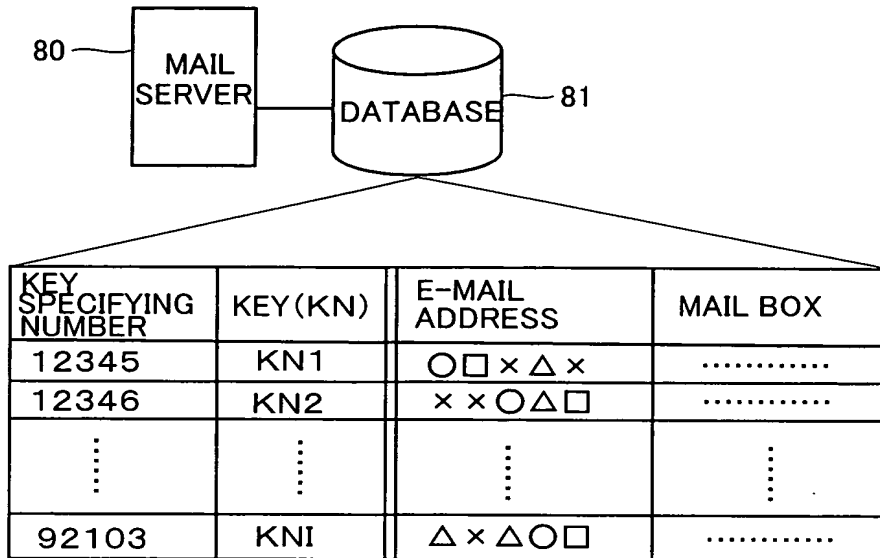 80
MAIL
SERVER
DATABASE
81
KEY
SPECIFYING
NUMBER
KEY(KN)
E-MAIL
ADDRESS
MAIL BOX
12345
KN1
○□×△×
············
12346
KN2
××○△□
············
92103
KNI
△×△○□
············